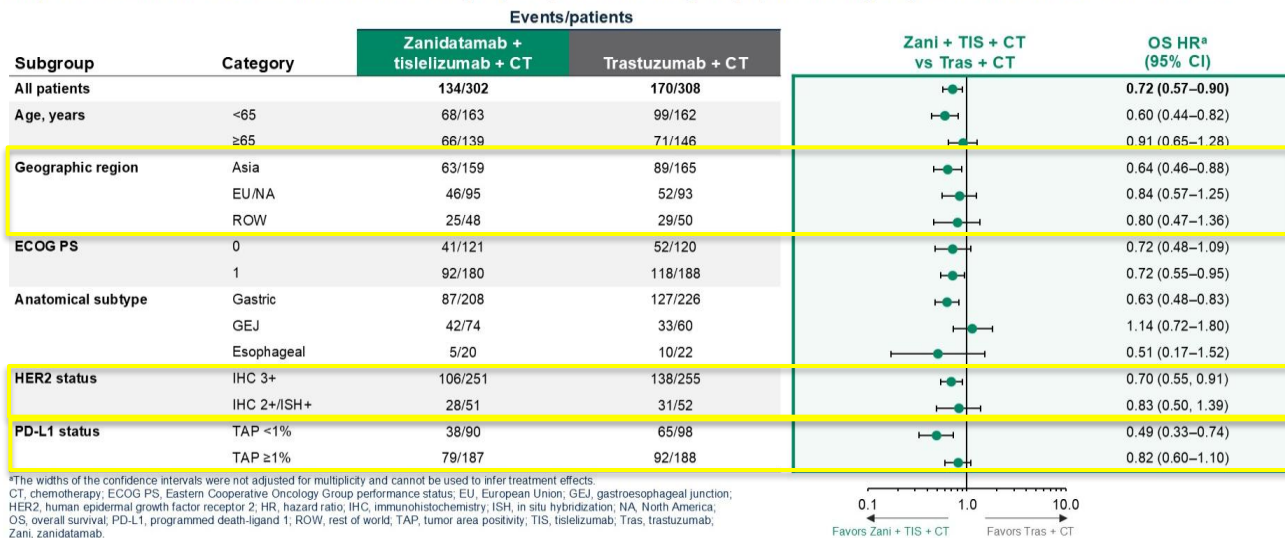 Events/patients
Subgroup Category Zanidatamab + tislelizumab + CT Trastuzumab + CT Zani + TIS + CT vs Tras + CT OS HRᵃ (95% CI)
All patients 134/302 170/308 0.72 (0.57–0.90)
Age, years <65 68/163 99/162 0.60 (0.44–0.82)
≥65 66/139 71/146 0.91 (0.65–1.28)
Geographic region Asia 63/159 89/165 0.64 (0.46–0.88)
EU/NA 46/95 52/93 0.84 (0.57–1.25)
ROW 25/48 29/50 0.80 (0.47–1.36)
ECOG PS 0 41/121 52/120 0.72 (0.48–1.09)
1 92/180 118/188 0.72 (0.55–0.95)
Anatomical subtype Gastric 87/208 127/226 0.63 (0.48–0.83)
GEJ 42/74 33/60 1.14 (0.72–1.80)
Esophageal 5/20 10/22 0.51 (0.17–1.52)
HER2 status IHC 3+ 106/251 138/255 0.70 (0.55, 0.91)
IHC 2+/ISH+ 28/51 31/52 0.83 (0.50, 1.39)
PD-L1 status TAP <1% 38/90 65/98 0.49 (0.33–0.74)
TAP ≥1% 79/187 92/188 0.82 (0.60–1.10)
0.1 1.0 10.0
Favors Zani + TIS + CT Favors Tras + CT
ᵃThe widths of the confidence intervals were not adjusted for multiplicity and cannot be used to infer treatment effects.
CT, chemotherapy; ECOG PS, Eastern Cooperative Oncology Group performance status; EU, European Union; GEJ, gastroesophageal junction;
HER2, human epidermal growth factor receptor 2; HR, hazard ratio; IHC, immunohistochemistry; ISH, in situ hybridization; NA, North America;
OS, overall survival; PD-L1, programmed death-ligand 1; ROW, rest of world; TAP, tumor area positivity; TIS, tislelizumab; Tras, trastuzumab;
Zani, zanidatamab.